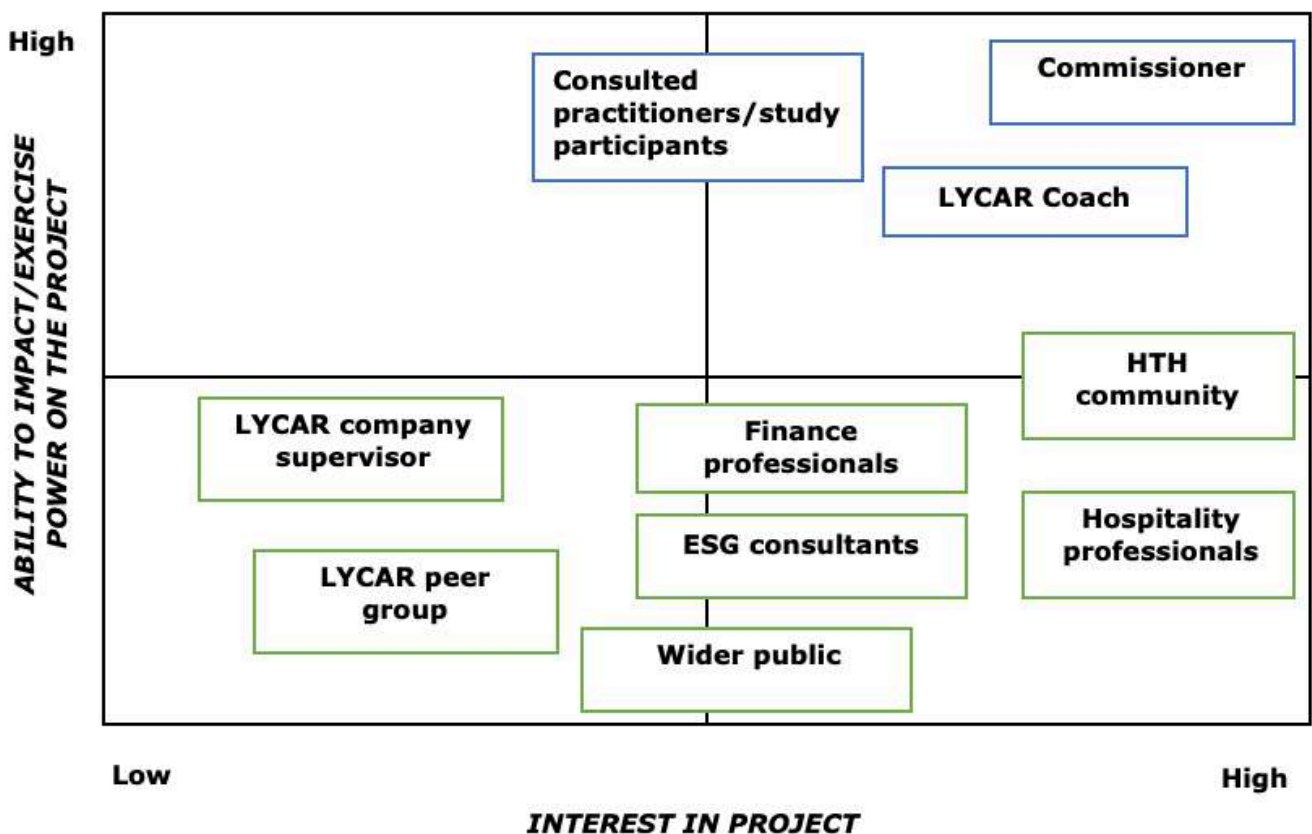 High
ABILITY TO IMPACT/EXERCISE
POWER ON THE PROJECT
Consulted
practitioners/study
participants
Commissioner
LYCAR Coach
HTH
community
LYCAR company
supervisor
Finance
professionals
Hospitality
professionals
ESG consultants
LYCAR peer
group
Wider public
Low
High
INTEREST IN PROJECT